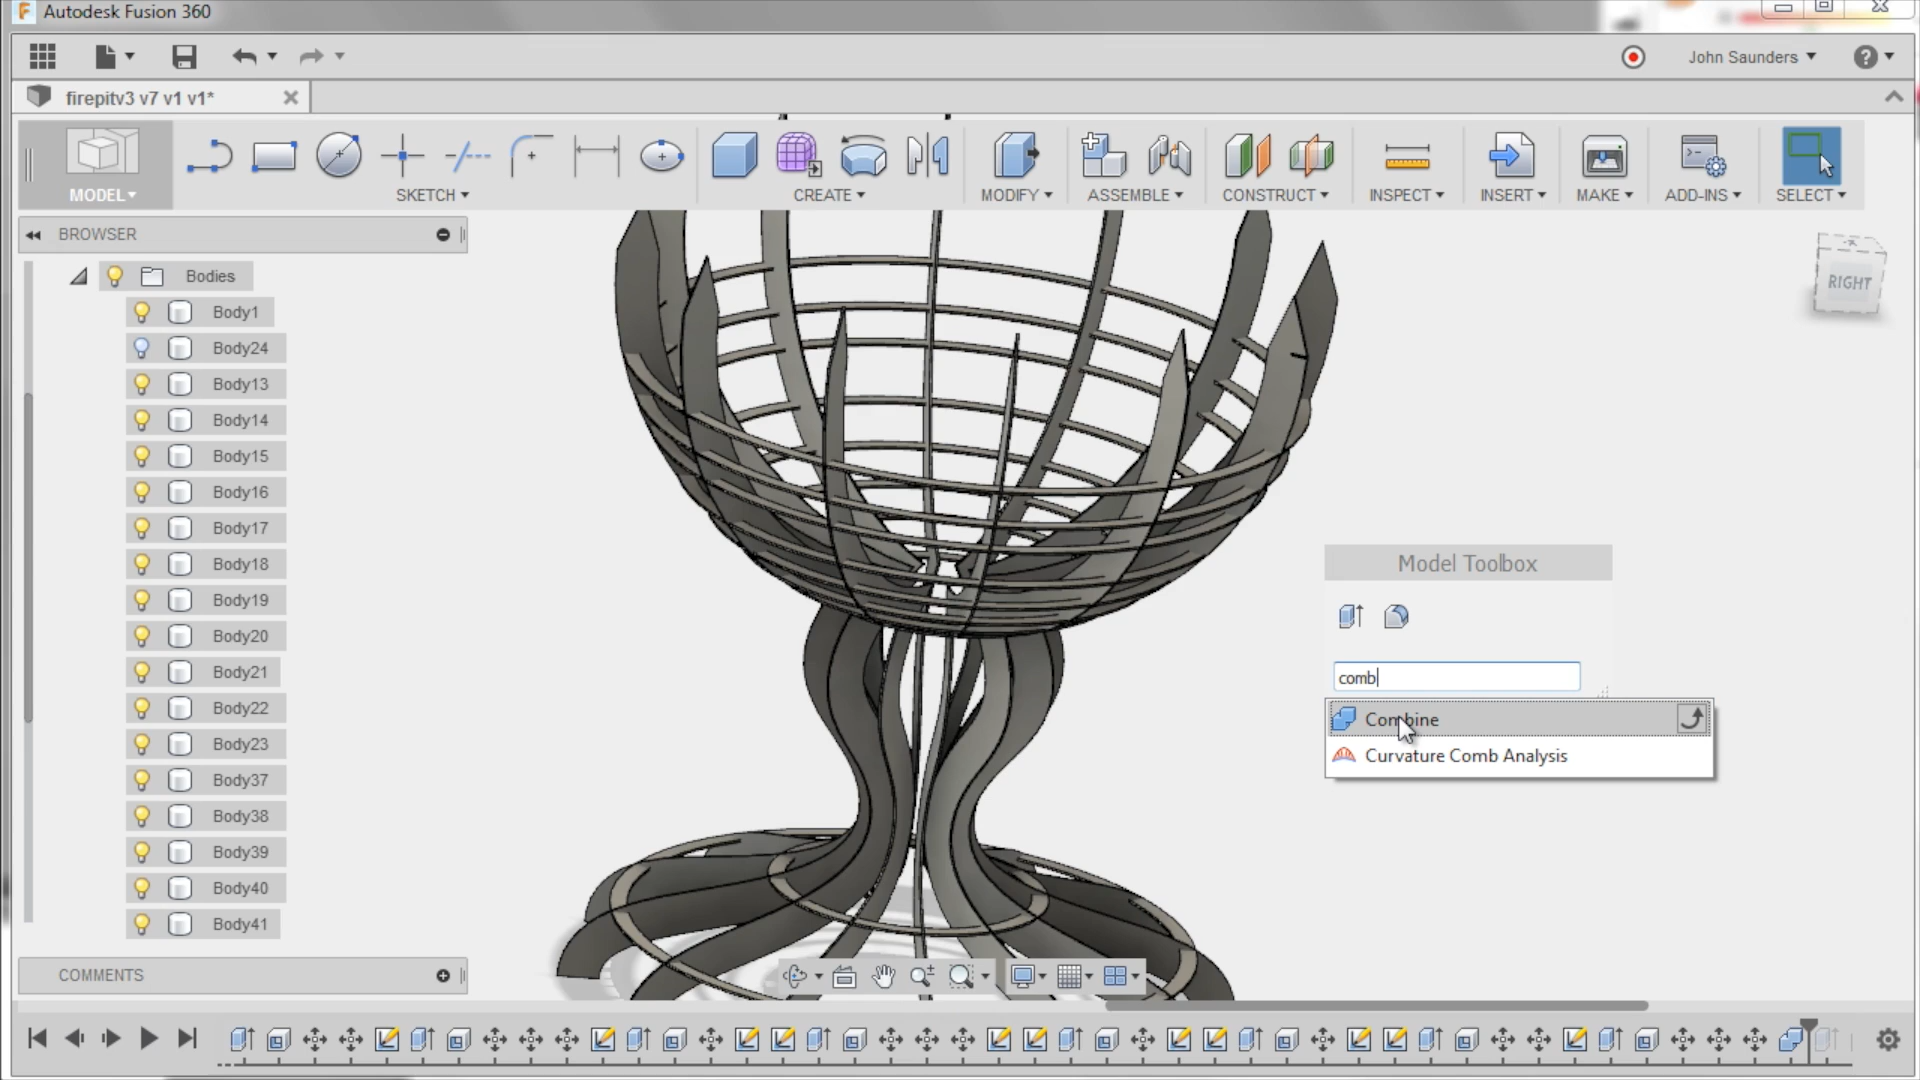 Autodesk Fusion 360
John Saunders
firepitv3 v7 v1 v1*
MODEL
SKETCH
CREATE
MODIFY
ASSEMBLE
CONSTRUCT
INSPECT
INSERT
MAKE
ADD-INS
SELECT
BROWSER
RIGHT
Bodies
Body1
Body24
Body13
Body14
Body15
Body16
Body17
Body18
Body19
Body20
Body21
Body22
Body23
Body37
Body38
Body39
Body40
Body41
Model Toolbox
comb
Combine
Curvature Comb Analysis
COMMENTS